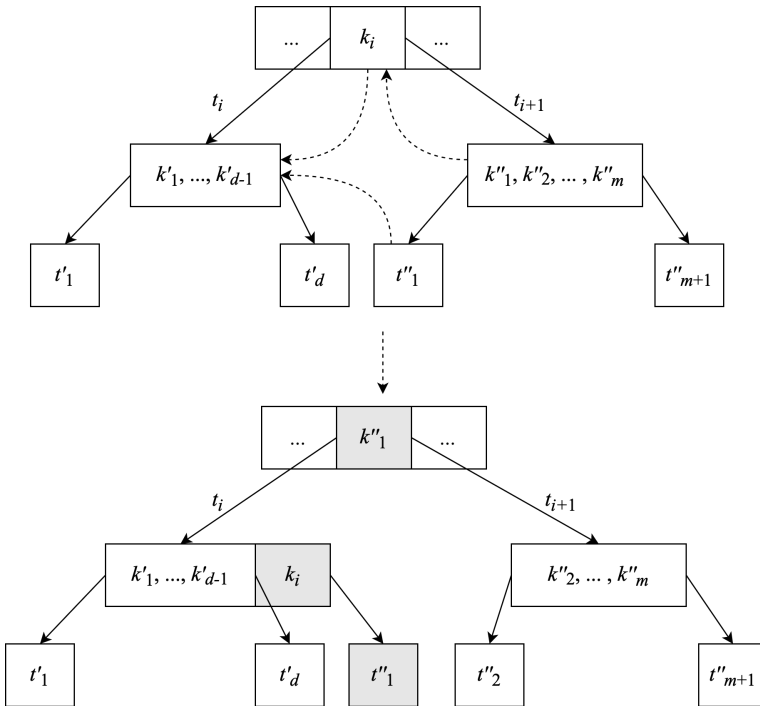 ... k_i ...
t_i t_{i+1}
k'_1, ..., k'_{d-1} k''_1, k''_2, ... , k''_m
t'_1 t'_d t''_1 t''_{m+1}
... k''_1 ...
t_i t_{i+1}
k'_1, ..., k'_{d-1} k_i k''_2, ... , k''_m
t'_1 t'_d t''_1 t''_2 t''_{m+1}